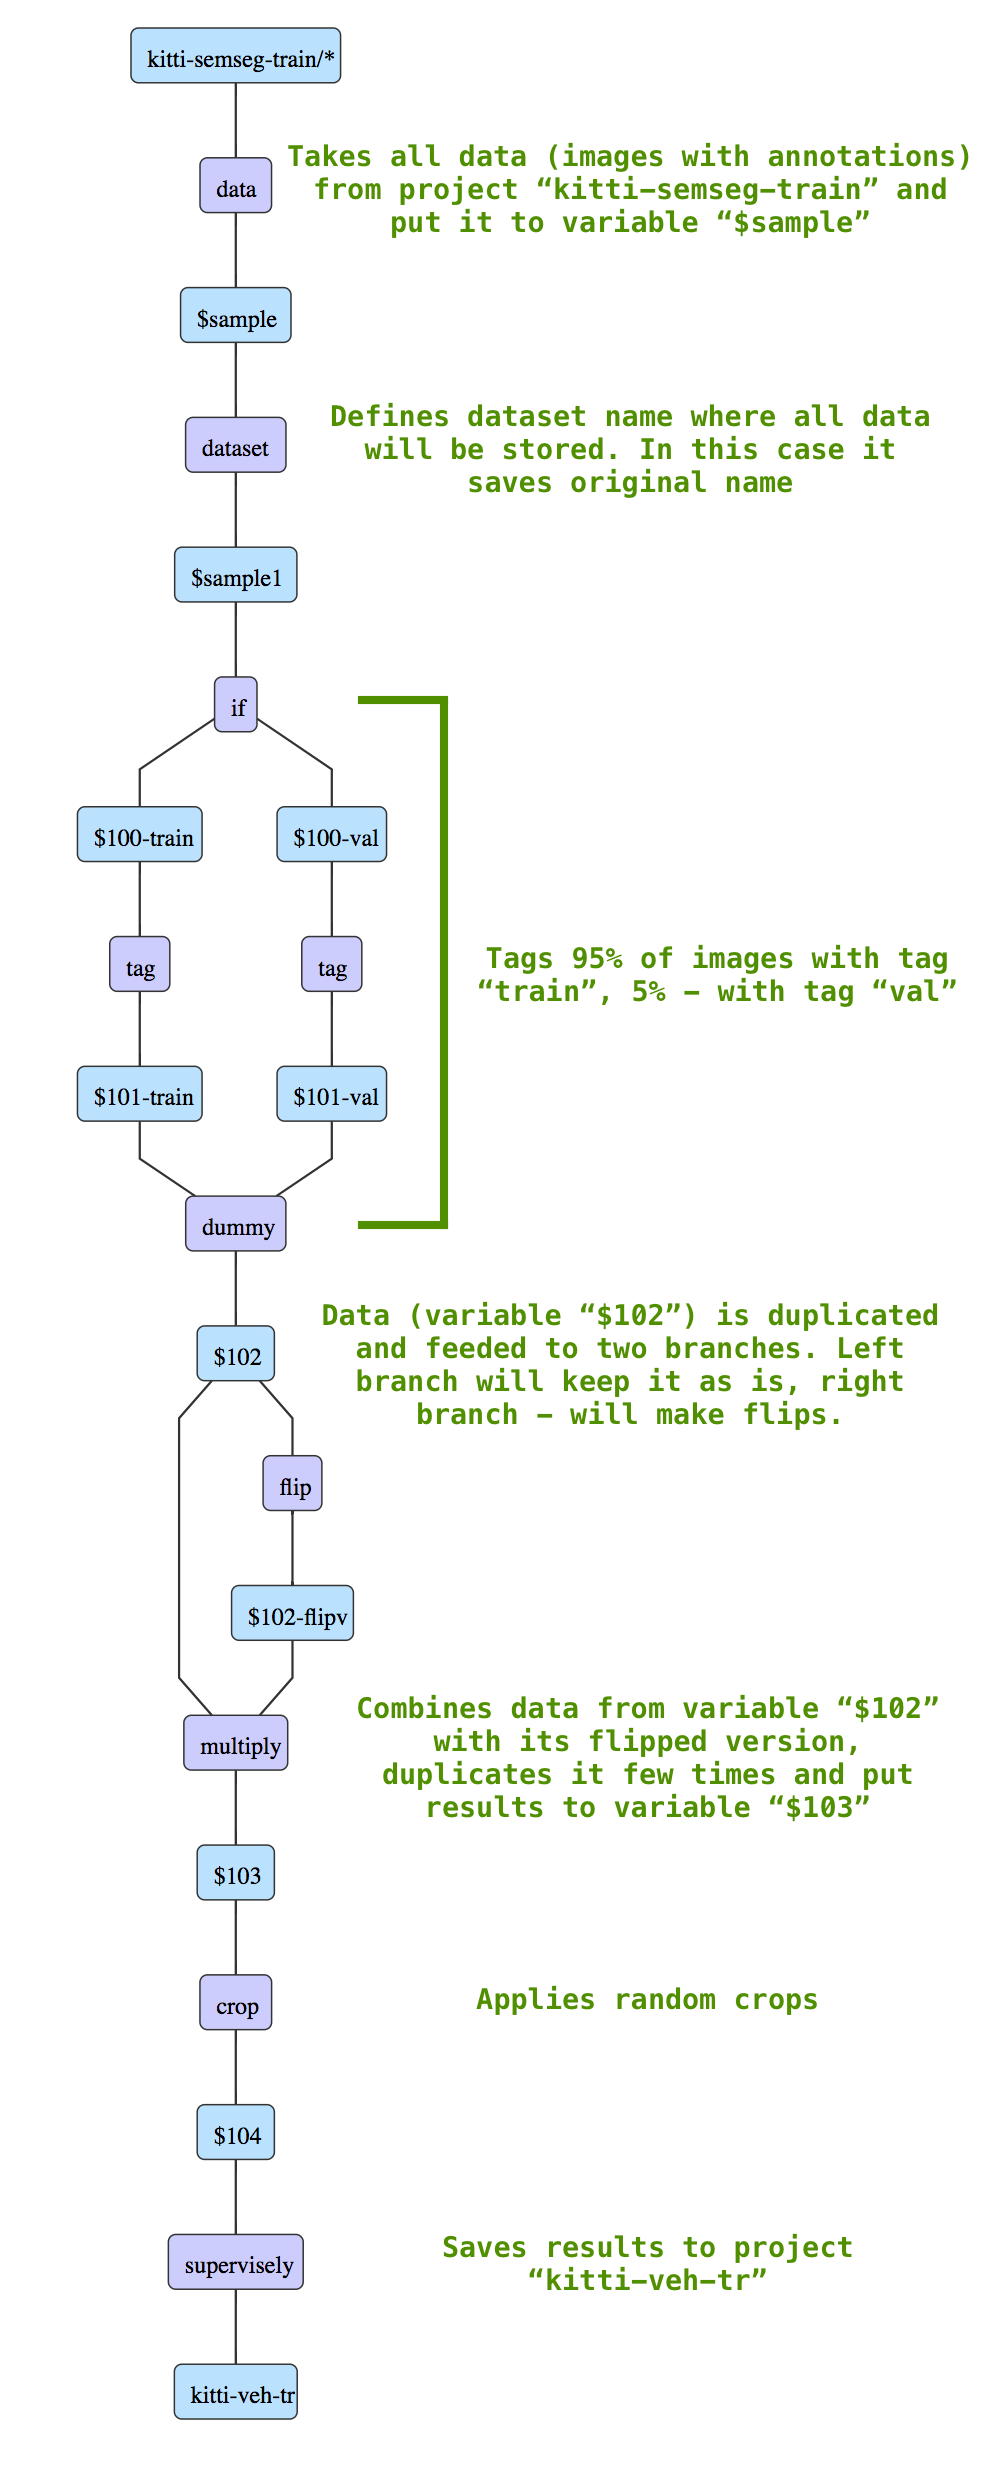 kitti-semseg-train/*
data
Takes all data (images with annotations)
from project “kitti-semseg-train” and
put it to variable “$sample”
$sample
dataset
Defines dataset name where all data
will be stored. In this case it
saves original name
$sample1
if
$100-train
$100-val
tag
tag
Tags 95% of images with tag
“train”, 5% – with tag “val”
$101-train
$101-val
dummy
Data (variable “$102”) is duplicated
and feeded to two branches. Left
branch will keep it as is, right
branch – will make flips.
$102
flip
$102-flipv
Combines data from variable “$102”
with its flipped version,
duplicates it few times and put
results to variable “$103”
multiply
$103
crop
Applies random crops
$104
supervisely
Saves results to project
“kitti-veh-tr”
kitti-veh-tr